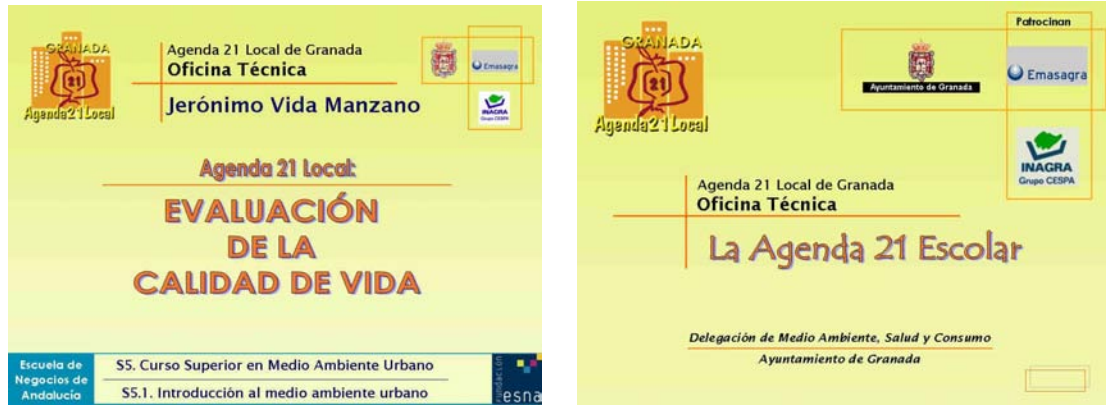 GRANADA
21
Agenda21Local
Agenda 21 Local de Granada
Oficina Técnica
Jerónimo Vida Manzano
Emasagra
INAGRA
Grupo CESPA
Agenda 21 Local:
EVALUACIÓN
DE LA
CALIDAD DE VIDA
Escuela de
Negocios de
Andalucía
S5. Curso Superior en Medio Ambiente Urbano
S5.1. Introducción al medio ambiente urbano
fundación
esna
GRANADA
21
Agenda21Local
Patrocinan
Ayuntamiento de Granada
Emasagra
INAGRA
Grupo CESPA
Agenda 21 Local de Granada
Oficina Técnica
La Agenda 21 Escolar
Delegación de Medio Ambiente, Salud y Consumo
Ayuntamiento de Granada